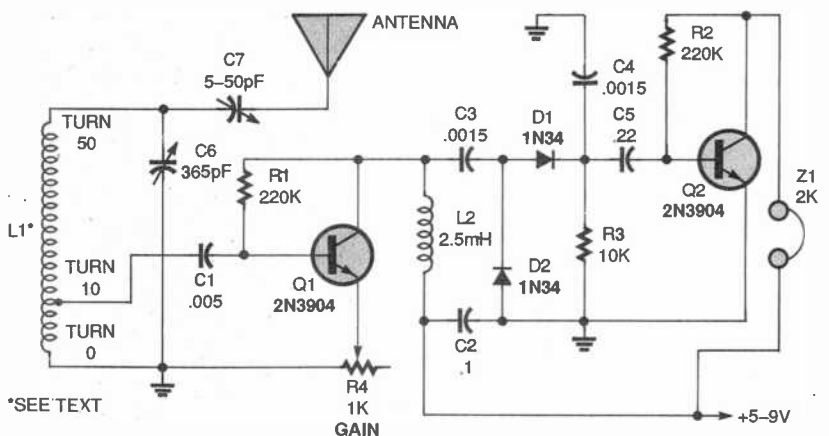 ANTENNA
C7
5–50pF
R2
220K
C4
.0015
TURN
50
C6
365pF
C3
.0015
D1
1N34
C5
.22
R1
220K
Q2
2N3904
Z1
2K
L1*
L2
2.5mH
R3
10K
TURN
10
C1
.005
Q1
2N3904
D2
1N34
TURN
0
C2
.1
R4
1K
GAIN
*SEE TEXT
+5–9V